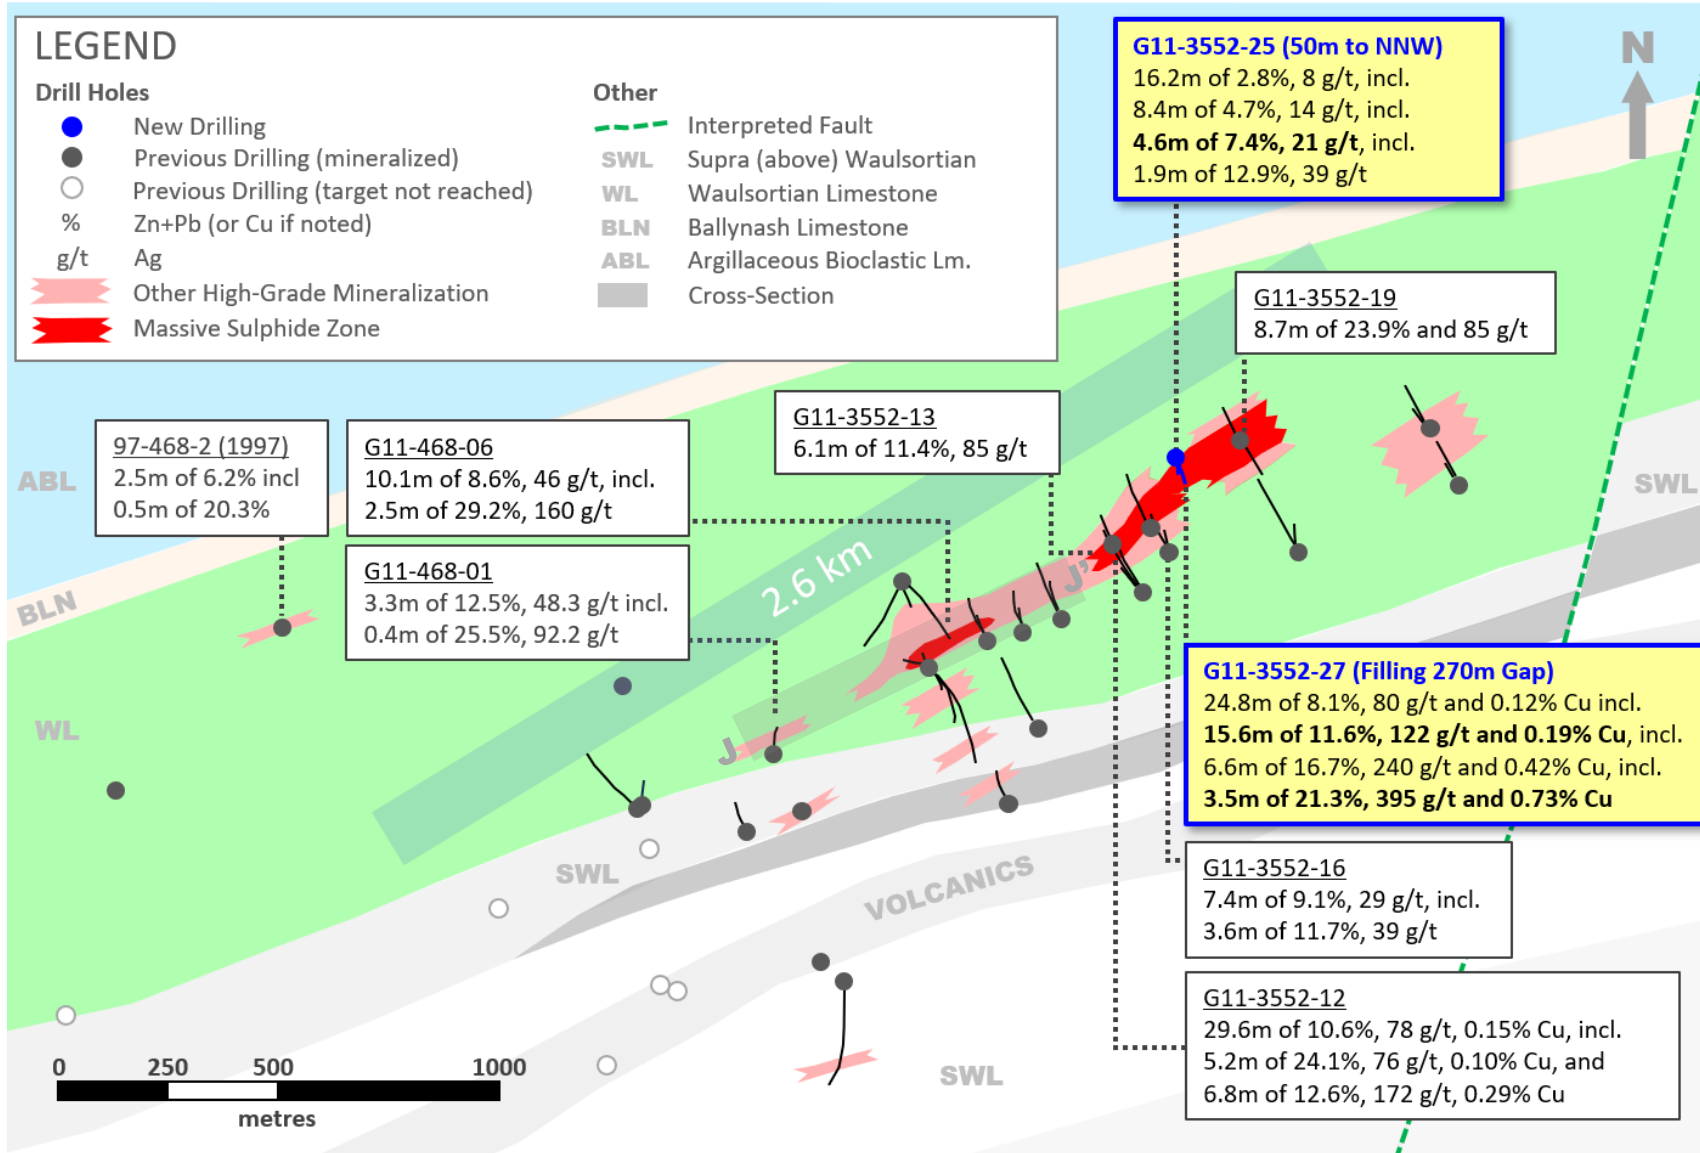 LEGEND
Drill Holes
New Drilling
Previous Drilling (mineralized)
Previous Drilling (target not reached)
% Zn+Pb (or Cu if noted)
g/t Ag
Other High-Grade Mineralization
Massive Sulphide Zone
Other
Interpreted Fault
SWL Supra (above) Waulsortian
WL Waulsortian Limestone
BLN Ballynash Limestone
ABL Argillaceous Bioclastic Lm.
Cross-Section
G11-3552-25 (50m to NNW)
16.2m of 2.8%, 8 g/t, incl.
8.4m of 4.7%, 14 g/t, incl.
4.6m of 7.4%, 21 g/t, incl.
1.9m of 12.9%, 39 g/t
N
G11-3552-19
8.7m of 23.9% and 85 g/t
G11-3552-13
6.1m of 11.4%, 85 g/t
97-468-2 (1997)
2.5m of 6.2% incl
0.5m of 20.3%
G11-468-06
10.1m of 8.6%, 46 g/t, incl.
2.5m of 29.2%, 160 g/t
G11-468-01
3.3m of 12.5%, 48.3 g/t incl.
0.4m of 25.5%, 92.2 g/t
ABL
SWL
BLN
2.6 km
J'
J
WL
G11-3552-27 (Filling 270m Gap)
24.8m of 8.1%, 80 g/t and 0.12% Cu incl.
15.6m of 11.6%, 122 g/t and 0.19% Cu, incl.
6.6m of 16.7%, 240 g/t and 0.42% Cu, incl.
3.5m of 21.3%, 395 g/t and 0.73% Cu
SWL
VOLCANICS
G11-3552-16
7.4m of 9.1%, 29 g/t, incl.
3.6m of 11.7%, 39 g/t
G11-3552-12
29.6m of 10.6%, 78 g/t, 0.15% Cu, incl.
5.2m of 24.1%, 76 g/t, 0.10% Cu, and
6.8m of 12.6%, 172 g/t, 0.29% Cu
SWL
0 250 500 1000
metres